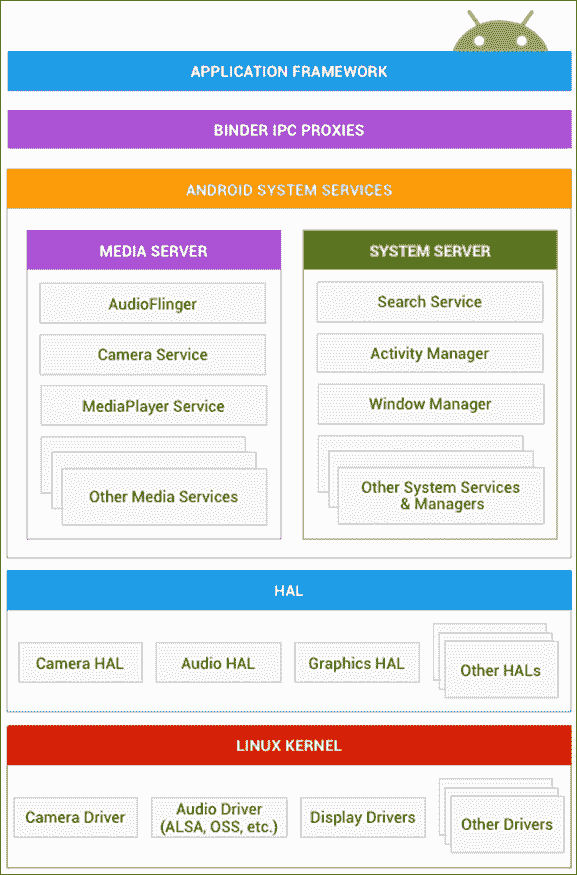 APPLICATION FRAMEWORK
BINDER IPC PROXIES
ANDROID SYSTEM SERVICES
MEDIA SERVER
AudioFlinger
Camera Service
MediaPlayer Service
Other Media Services
SYSTEM SERVER
Search Service
Activity Manager
Window Manager
Other System Services
& Managers
HAL
Camera HAL
Audio HAL
Graphics HAL
Other HALs
LINUX KERNEL
Camera Driver
Audio Driver
(ALSA, OSS, etc.)
Display Drivers
Other Drivers